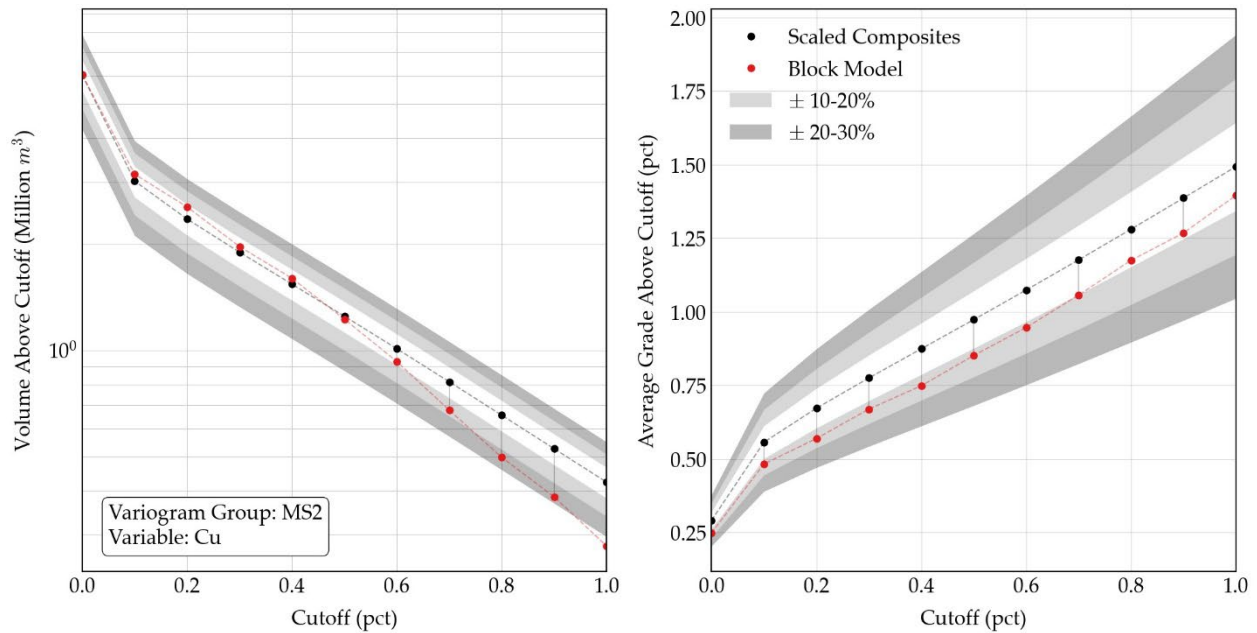 Volume Above Cutoff (Million m³)
10⁰
Variogram Group: MS2
Variable: Cu
0.0 0.2 0.4 0.6 0.8 1.0
Cutoff (pct)
Average Grade Above Cutoff (pct)
2.00
1.75
1.50
1.25
1.00
0.75
0.50
0.25
Scaled Composites
Block Model
± 10-20%
± 20-30%
0.0 0.2 0.4 0.6 0.8 1.0
Cutoff (pct)